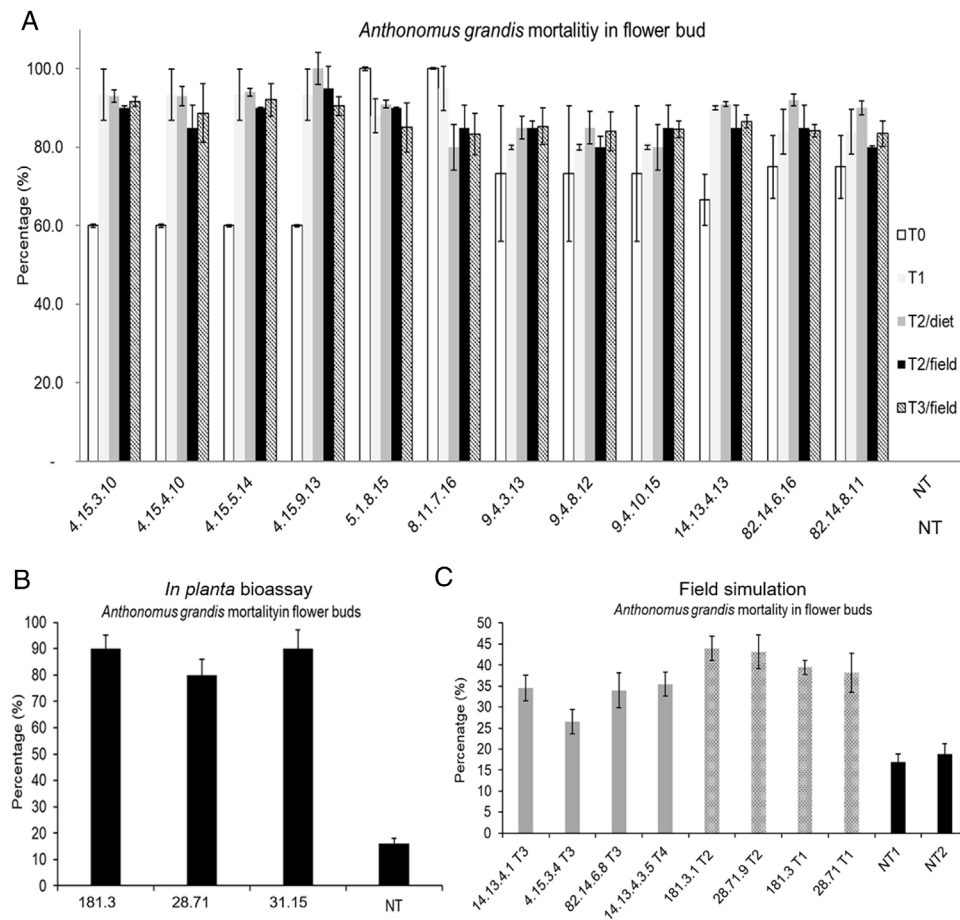 A
Anthonomus grandis mortalitiy in flower bud
Percentage (%)
100.0
80.0
60.0
40.0
20.0
-
T0
T1
T2/diet
T2/field
T3/field
4.15.3.10
4.15.4.10
4.15.5.14
4.15.9.13
5.1.8.15
8.11.7.16
9.4.3.13
9.4.8.12
9.4.10.15
14.13.4.13
82.14.6.16
82.14.8.11
NT
NT
B
In planta bioassay
Anthonomus grandis mortalityin flower buds
Percentage (%)
100
90
80
70
60
50
40
30
20
10
0
181.3
28.71
31.15
NT
C
Field simulation
Anthonomus grandis mortality in flower buds
Percenatge (%)
50
45
40
35
30
25
20
15
10
5
0
14.13.4.1 T3
4.15.3.4 T3
82.14.6.8 T3
14.13.4.3.5 T4
181.3.1 T2
28.71.9 T2
181.3 T1
28.71 T1
NT1
NT2